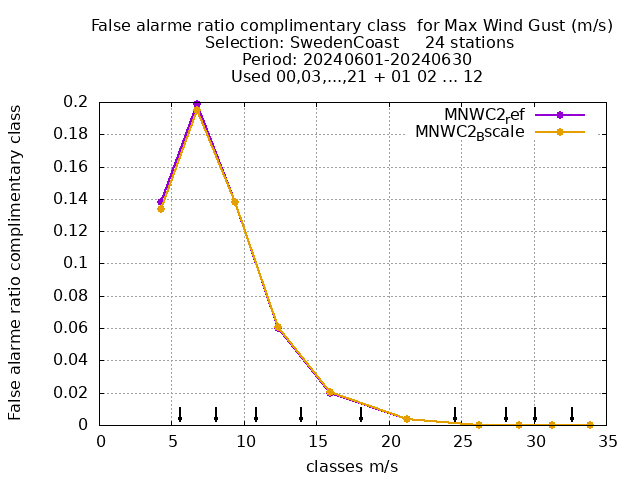 False alarme ratio complimentary class  for Max Wind Gust (m/s)
Selection: SwedenCoast     24 stations
Period: 20240601-20240630
Used 00,03,...,21 + 01 02 ... 12
MNWC2_ref
MNWC2_Bscale
False alarme ratio complimentary class
0.2
0.18
0.16
0.14
0.12
0.1
0.08
0.06
0.04
0.02
0
0 5 10 15 20 25 30 35
classes m/s